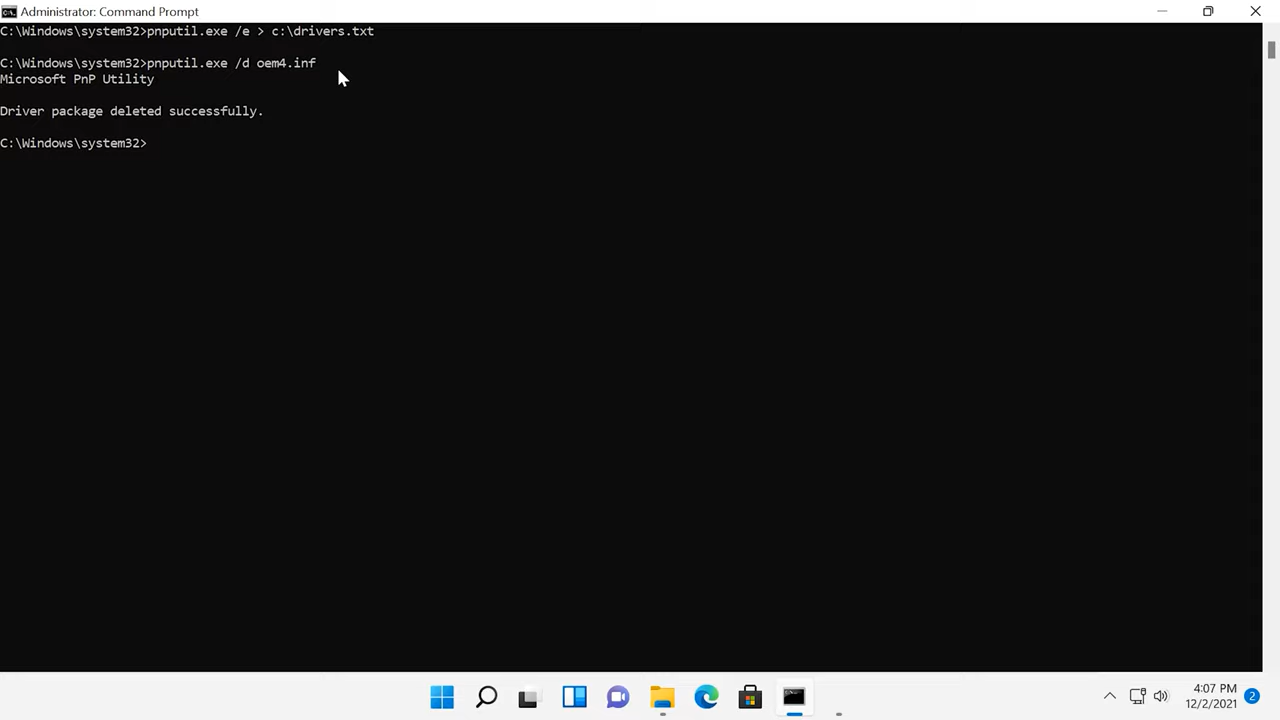 Administrator: Command Prompt
C:\Windows\system32>pnputil.exe /e > c:\drivers.txt
C:\Windows\system32>pnputil.exe /d oem4.inf
Microsoft PnP Utility
Driver package deleted successfully.
C:\Windows\system32>
4:07 PM
12/2/2021
2